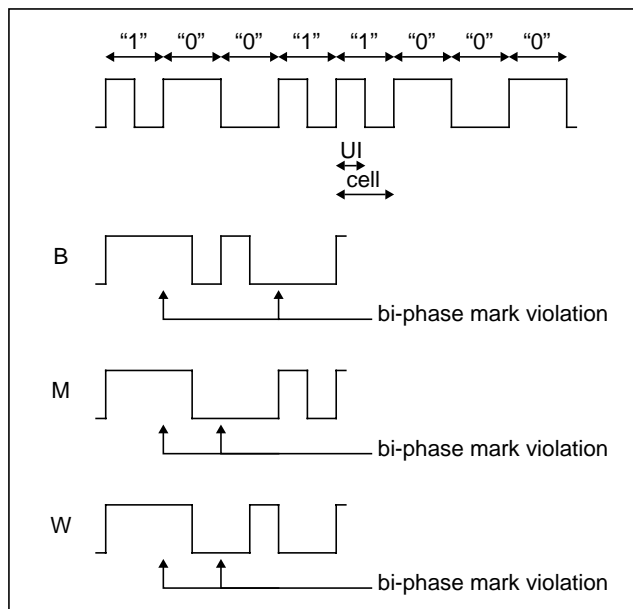 “1” “0” “0” “1” “1” “0” “0” “0”
UI
cell
B
bi-phase mark violation
M
bi-phase mark violation
W
bi-phase mark violation